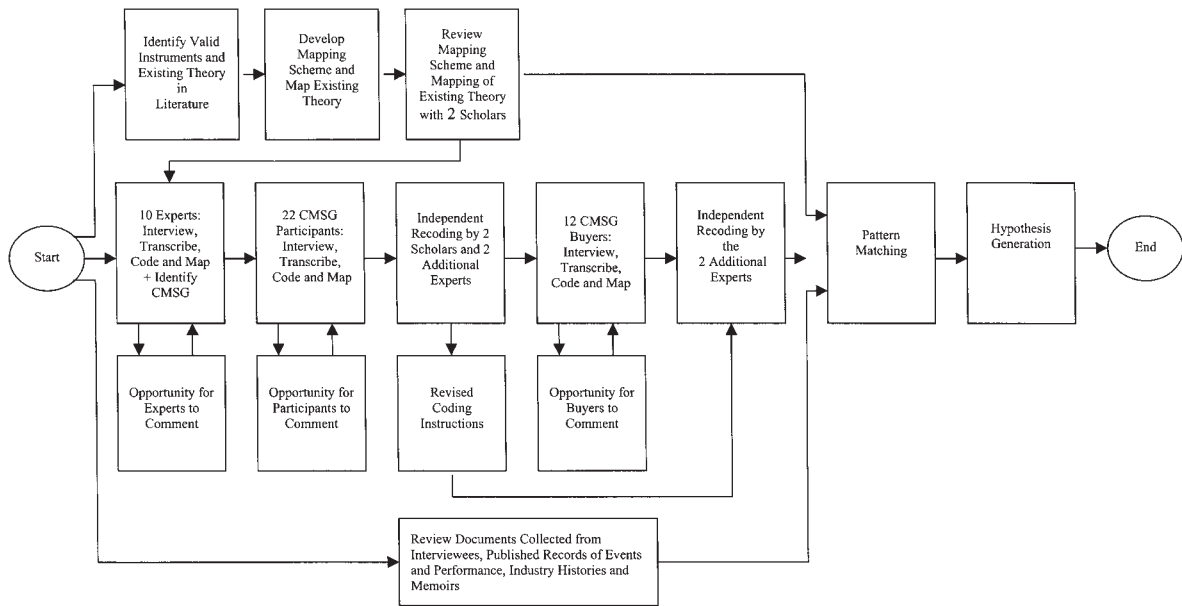 Identify Valid
Instruments and
Existing Theory
in
Literature
Develop
Mapping
Scheme and
Map Existing
Theory
Review
Mapping
Scheme and
Mapping of
Existing Theory
with 2 Scholars
Start
10 Experts:
Interview,
Transcribe,
Code and Map
+ Identify
CMSG
22 CMSG
Participants:
Interview,
Transcribe,
Code and Map
Independent
Recoding by 2
Scholars and 2
Additional
Experts
12 CMSG
Buyers:
Interview,
Transcribe,
Code and Map
Independent
Recoding by
the
2 Additional
Experts
Pattern
Matching
Hypothesis
Generation
End
Opportunity for
Experts to
Comment
Opportunity for
Participants to
Comment
Revised
Coding
Instructions
Opportunity for
Buyers to
Comment
Review Documents Collected from
Interviewees, Published Records of Events
and Performance, Industry Histories and
Memoirs